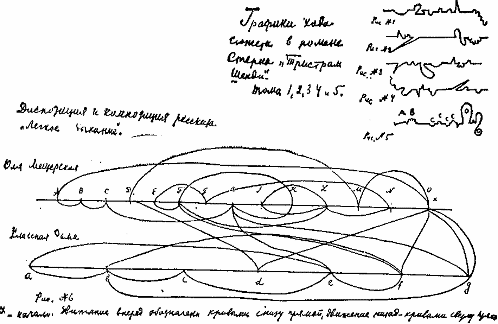 Графики хода
сюжета в романе
Стерна „Тристрам
Шенди“
тома 1, 2, 3 4 и 5.
Рис №1
Рис №2
Рис. №3
Рис. №4
A B
c c c c
Рис. №5
Диспозиция и композиция рассказа
„Легкое дыхание“.
Оля Мещерская
A B C D E F G H J K L M N O
Классная дама
a b c d e f g
Рис. №6
начало. Движение вперед обозначены кривыми снизу прямой, движение назад - кривыми сверху